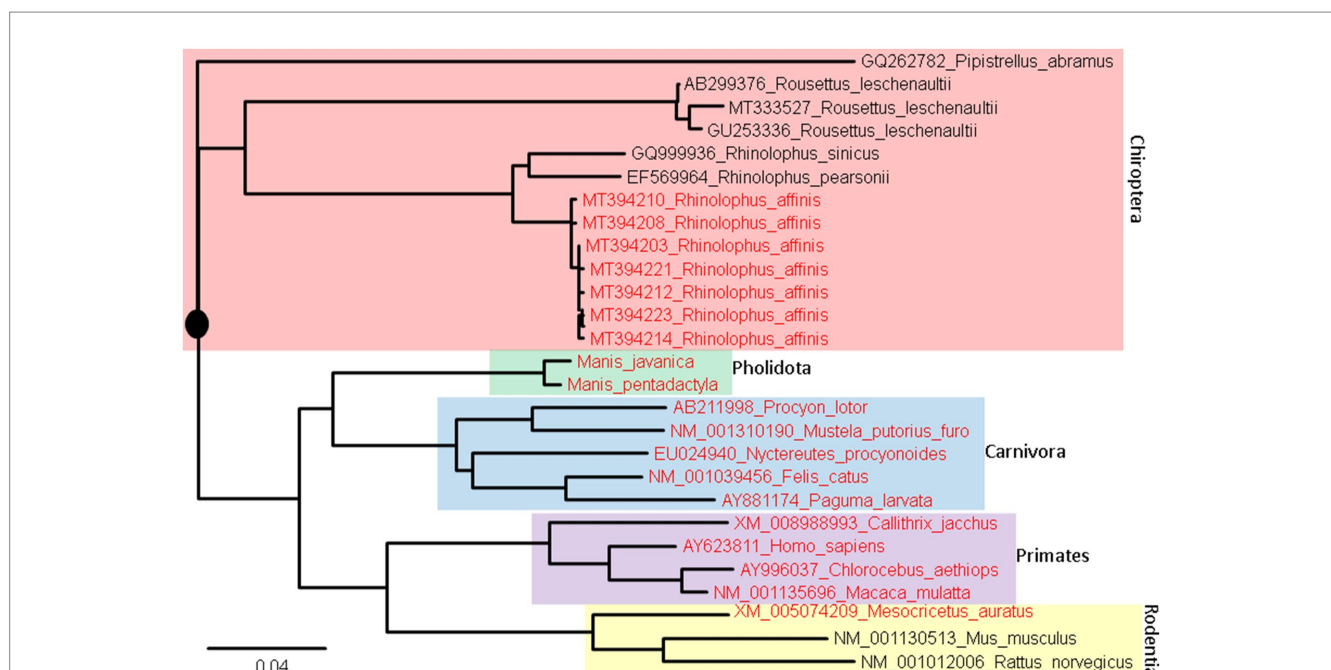 GQ262782_Pipistrellus_abramus
AB299376_Rousettus_leschenaultii
MT333527_Rousettus_leschenaultii
GU253336_Rousettus_leschenaultii
GQ999936_Rhinolophus_sinicus
EF569964_Rhinolophus_pearsonii
MT394210_Rhinolophus_affinis
MT394208_Rhinolophus_affinis
MT394203_Rhinolophus_affinis
MT394221_Rhinolophus_affinis
MT394212_Rhinolophus_affinis
MT394223_Rhinolophus_affinis
MT394214_Rhinolophus_affinis
Chiroptera
Manis_javanica
Manis_pentadactyla
Pholidota
AB211998_Procyon_lotor
NM_001310190_Mustela_putorius_furo
EU024940_Nyctereutes_procyonoides
NM_001039456_Felis_catus
AY881174_Paguma_larvata
Carnivora
XM_008988993_Callithrix_jacchus
AY623811_Homo_sapiens
AY996037_Chlorocebus_aethiops
NM_001135696_Macaca_mulatta
Primates
XM_005074209_Mesocricetus_auratus
NM_001130513_Mus_musculus
NM_001012006_Rattus_norvegicus
Rodentia
0.04